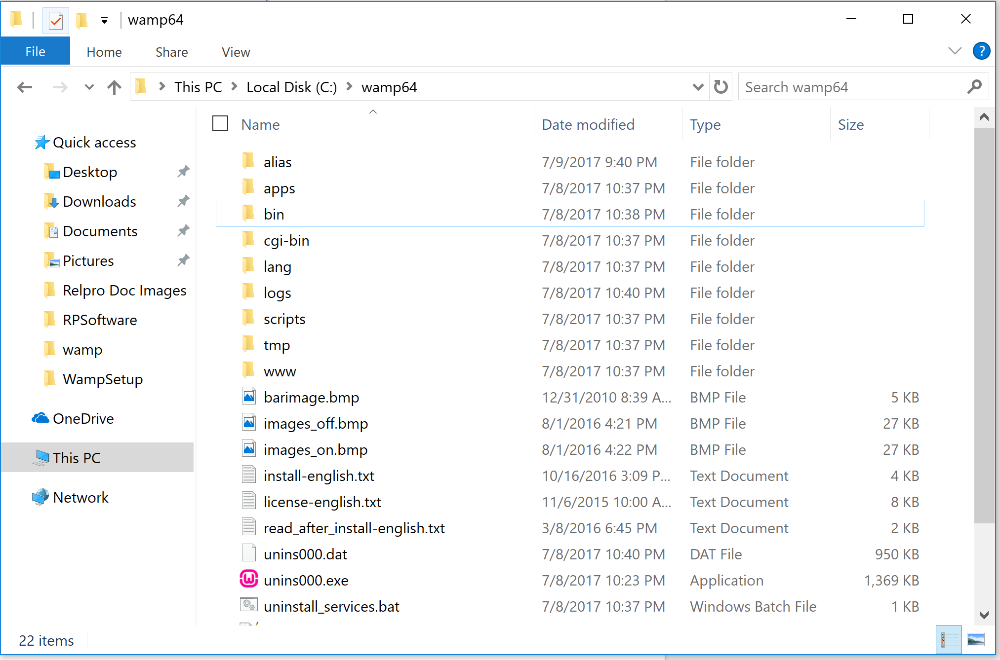 wamp64
File Home Share View ?
This PC Local Disk (C:) wamp64 Search wamp64
Name Date modified Type Size
Quick access
Desktop
Downloads
Documents
Pictures
Relpro Doc Images
RPSoftware
wamp
WampSetup
OneDrive
This PC
Network
alias 7/9/2017 9:40 PM File folder
apps 7/8/2017 10:37 PM File folder
bin 7/8/2017 10:38 PM File folder
cgi-bin 7/8/2017 10:37 PM File folder
lang 7/8/2017 10:37 PM File folder
logs 7/8/2017 10:40 PM File folder
scripts 7/8/2017 10:37 PM File folder
tmp 7/8/2017 10:37 PM File folder
www 7/8/2017 10:37 PM File folder
barimage.bmp 12/31/2010 8:39 A... BMP File 5 KB
images_off.bmp 8/1/2016 4:21 PM BMP File 27 KB
images_on.bmp 8/1/2016 4:22 PM BMP File 27 KB
install-english.txt 10/16/2016 3:09 P... Text Document 4 KB
license-english.txt 11/6/2015 10:00 A... Text Document 8 KB
read_after_install-english.txt 3/8/2016 6:45 PM Text Document 2 KB
unins000.dat 7/8/2017 10:40 PM DAT File 950 KB
unins000.exe 7/8/2017 10:23 PM Application 1,369 KB
uninstall_services.bat 7/8/2017 10:37 PM Windows Batch File 1 KB
22 items